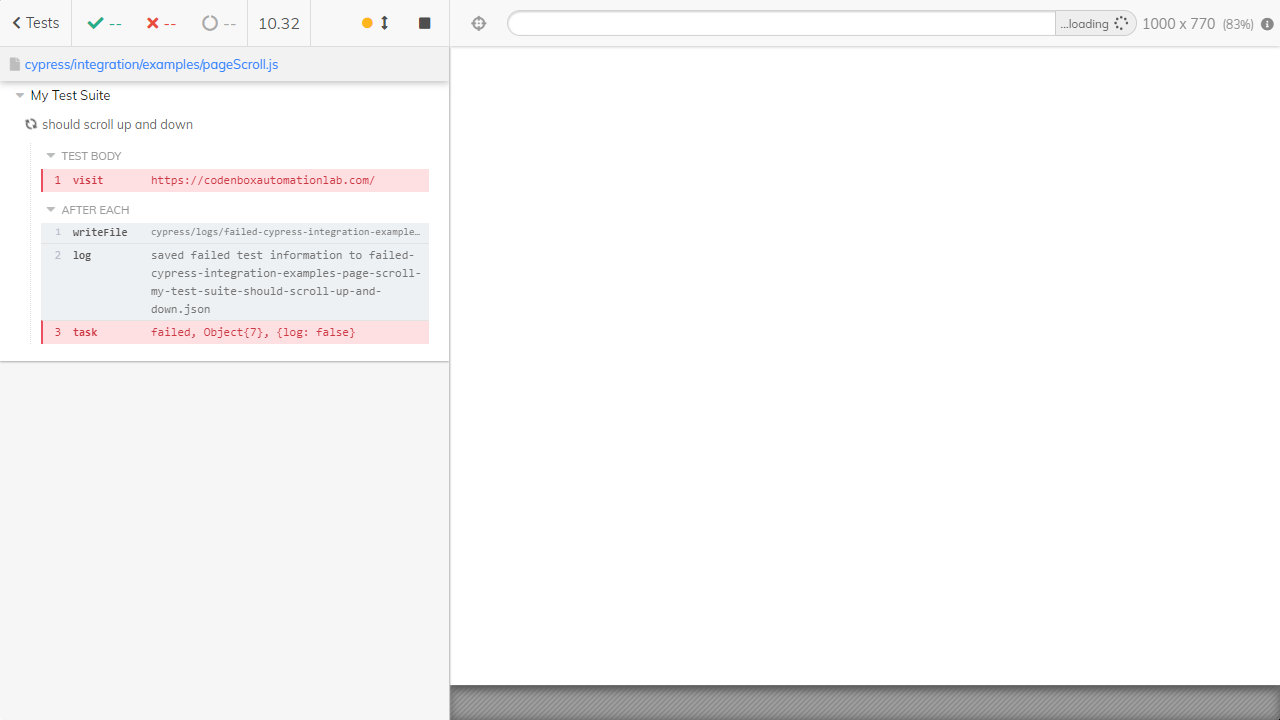 Tests -- -- -- 10.32 ...loading 1000 x 770 (83%)
cypress/integration/examples/pageScroll.js
My Test Suite
should scroll up and down
TEST BODY
1 visit https://codenboxautomationlab.com/
AFTER EACH
1 writeFile cypress/logs/failed-cypress-integration-example…
2 log saved failed test information to failed-
cypress-integration-examples-page-scroll-
my-test-suite-should-scroll-up-and-
down.json
3 task failed, Object{7}, {log: false}